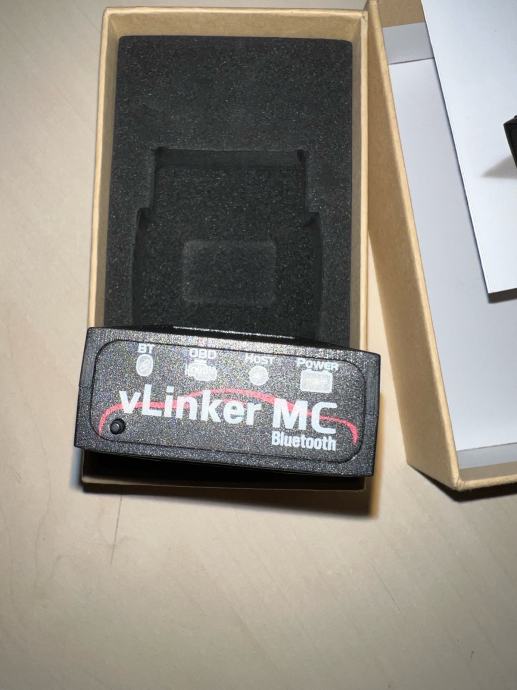 BT OBD HOST POWER
vLinker MC
Bluetooth